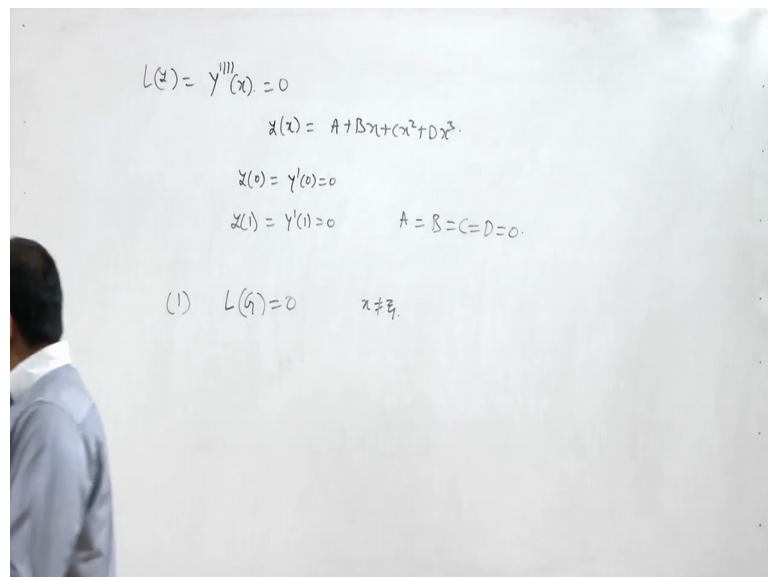 L(y) = y''''(x) = 0
y(x) = A+Bx+Cx²+Dx³.
y(0) = y'(0)=0
y(1) = y'(1)=0 A = B = C = D = 0.
(1) L(G)=0 x ≠ ξ.